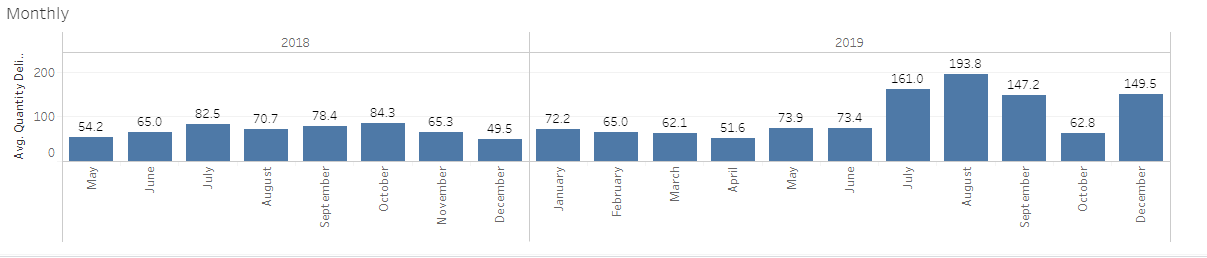 Monthly
2018
2019
Avg. Quantity Deli..
200
100
0
54.2
65.0
82.5
70.7
78.4
84.3
65.3
49.5
72.2
65.0
62.1
51.6
73.9
73.4
161.0
193.8
147.2
62.8
149.5
May
June
July
August
September
October
November
December
January
February
March
April
May
June
July
August
September
October
December